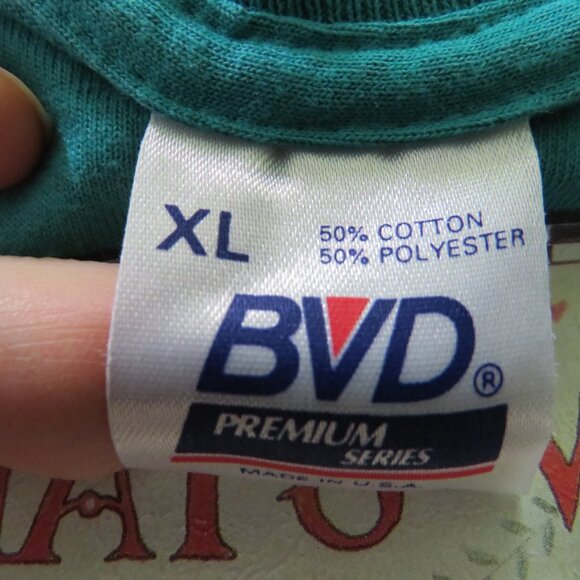 XL
50% COTTON
50% POLYESTER
BVD®
PREMIUM
SERIES
MADE IN U.S.A.